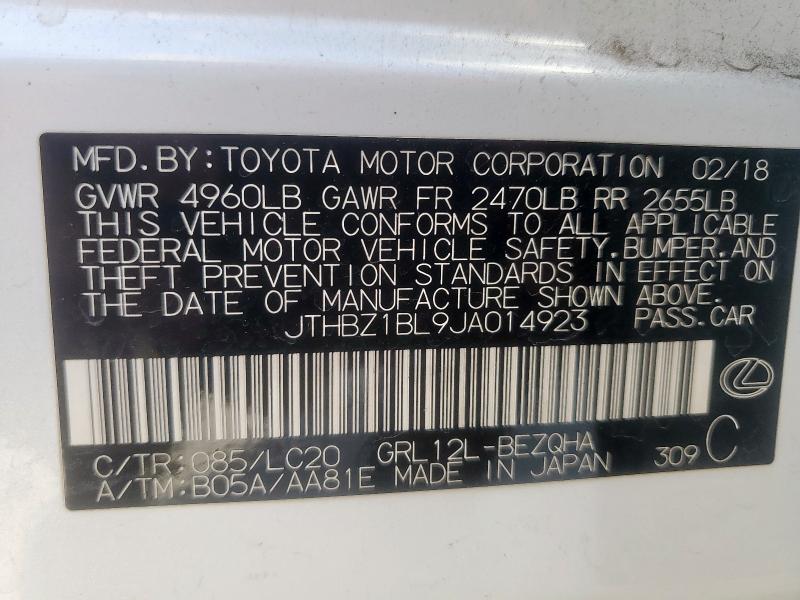 MFD.BY:TOYOTA MOTOR CORPORATION 02/18
GVWR 4960LB GAWR FR 2470LB RR 2655LB
THIS VEHICLE CONFORMS TO ALL APPLICABLE
FEDERAL MOTOR VEHICLE SAFETY.BUMPER.AND
THEFT PREVENTION STANDARDS IN EFFECT ON
THE DATE OF MANUFACTURE SHOWN ABOVE.
JTHBZ1BL9JA014923 PASS.CAR
C/TR:085/LC20 GRL12L-BEZQHA 309 C
A/TM:B05A/AA81E MADE IN JAPAN